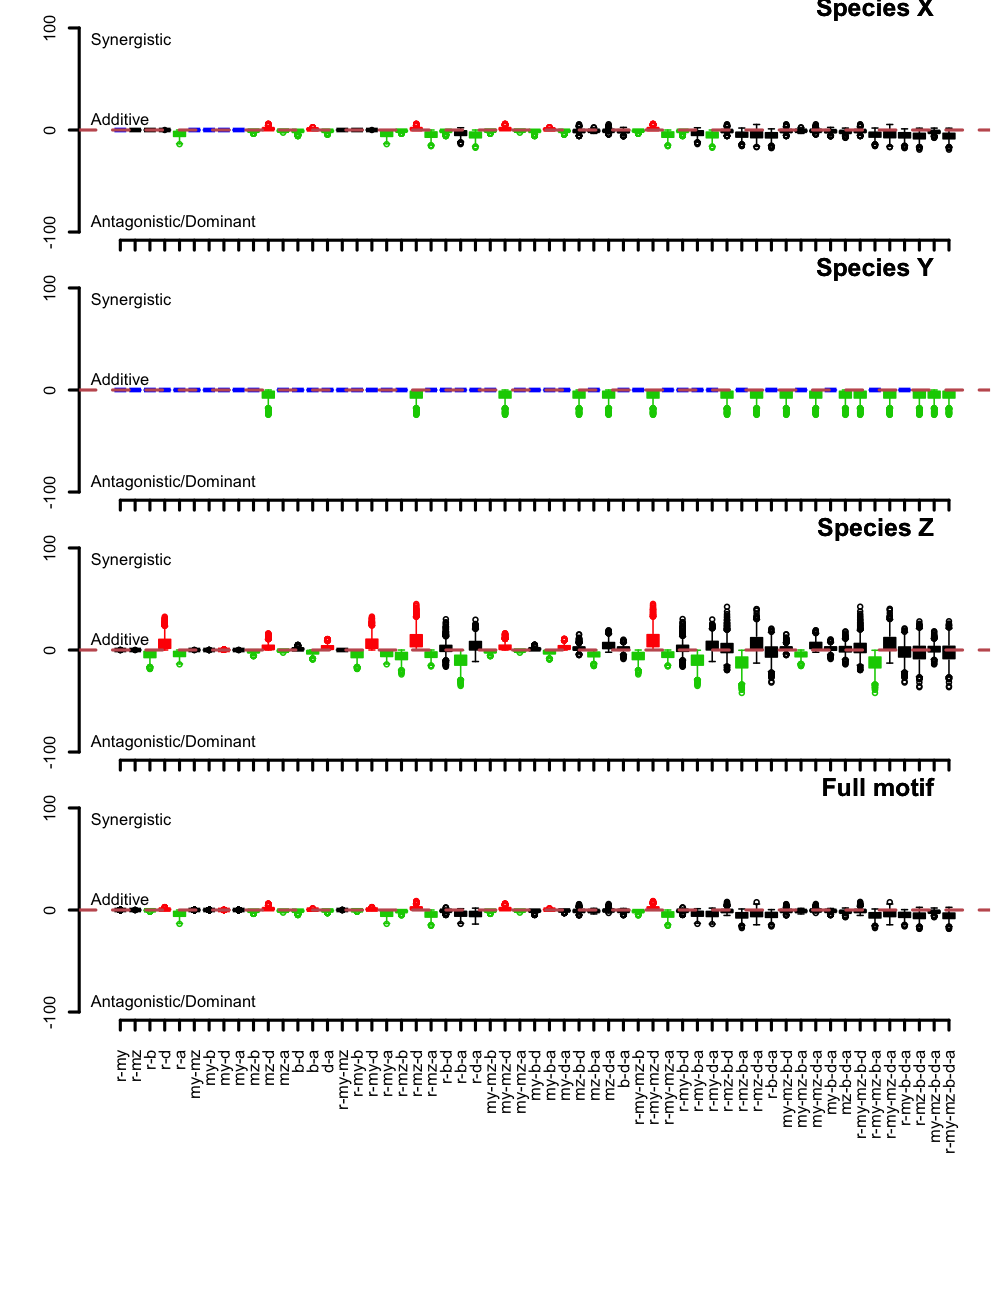 Species X
100
Synergistic
Additive
0
Antagonistic/Dominant
-100
Species Y
100
Synergistic
Additive
0
Antagonistic/Dominant
-100
Species Z
100
Synergistic
Additive
0
Antagonistic/Dominant
-100
Full motif
100
Synergistic
Additive
0
Antagonistic/Dominant
-100
r-my
r-mz
r-b
r-d
r-a
my-mz
my-b
my-d
my-a
mz-b
mz-d
mz-a
b-d
b-a
d-a
r-my-mz
r-my-b
r-my-d
r-my-a
r-mz-b
r-mz-d
r-mz-a
r-b-d
r-b-a
r-d-a
my-mz-b
my-mz-d
my-mz-a
my-b-d
my-b-a
my-d-a
mz-b-d
mz-b-a
mz-d-a
b-d-a
r-my-mz-b
r-my-mz-d
r-my-mz-a
r-my-b-d
r-my-b-a
r-my-d-a
r-mz-b-d
r-mz-b-a
r-mz-d-a
r-b-d-a
my-mz-b-d
my-mz-b-a
my-mz-d-a
my-b-d-a
mz-b-d-a
r-my-mz-b-d
r-my-mz-b-a
r-my-mz-d-a
r-my-b-d-a
r-mz-b-d-a
my-mz-b-d-a
r-my-mz-b-d-a